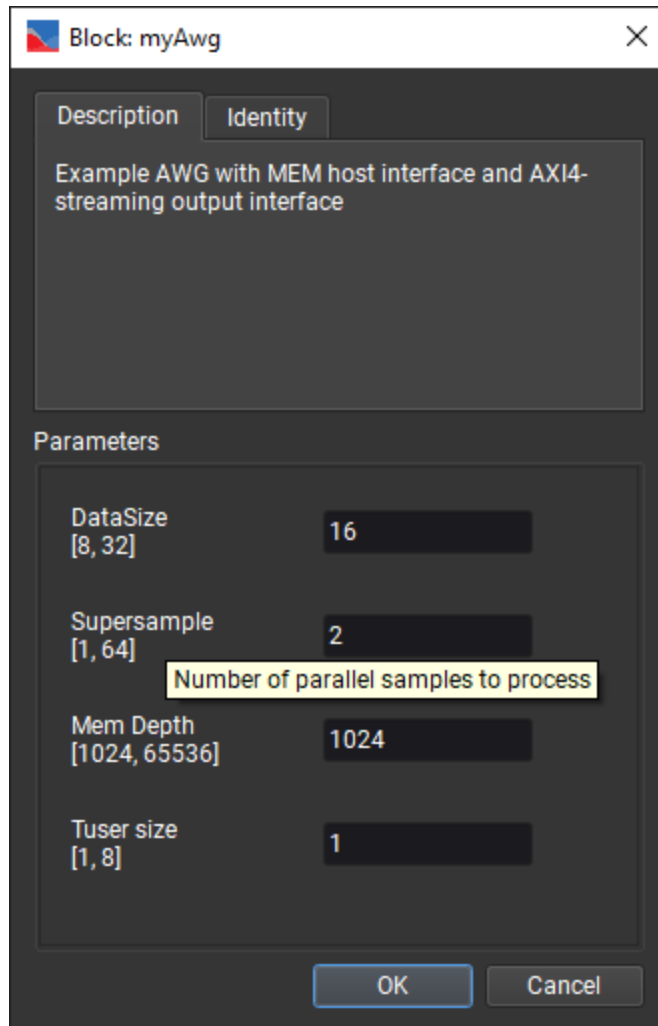 Block: myAwg
Description
Identity
Example AWG with MEM host interface and AXI4-
streaming output interface
Parameters
DataSize
[8, 32]
16
Supersample
[1, 64]
2
Number of parallel samples to process
Mem Depth
[1024, 65536]
1024
Tuser size
[1, 8]
1
OK
Cancel